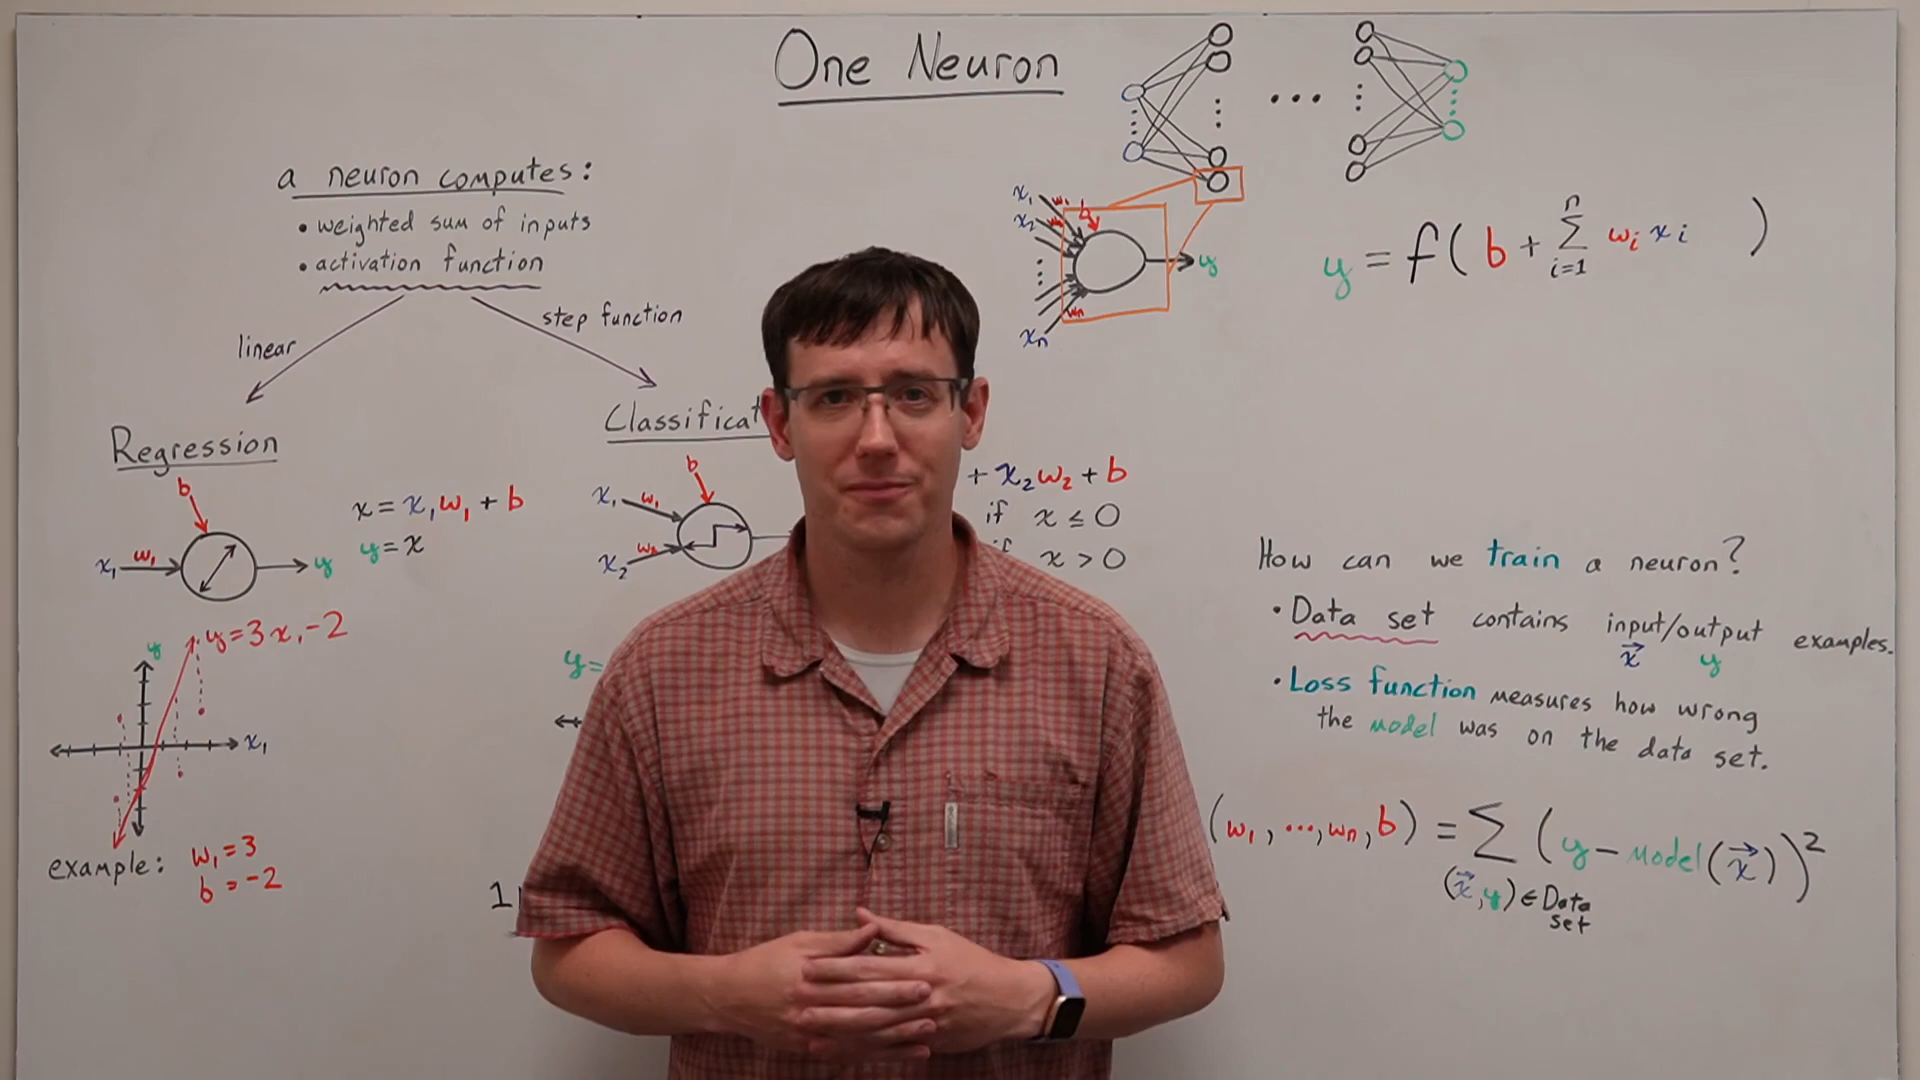 One Neuron
a neuron computes:
• weighted sum of inputs
• activation function
linear
step function
x₁
w₁
x₂
b
xₙ
wₙ
y
y = f( b + Σ wᵢ xᵢ )
n
i=1
Regression
b
x₁
w₁
y
x = x₁w₁ + b
y = x
y = 3x₁ - 2
y
x₁
example: w₁ = 3
b = -2
b
x₁
w₁
x₂
+ x₂w₂ + b
if x ≤ 0
if x > 0
y=
1
How can we train a neuron?
• Data set contains input/output examples.
x⃗ y
• Loss function measures how wrong
the model was on the data set.
(w₁, ..., wₙ, b) = Σ (y - model(x⃗))²
(x⃗,y) ∈ Data
set